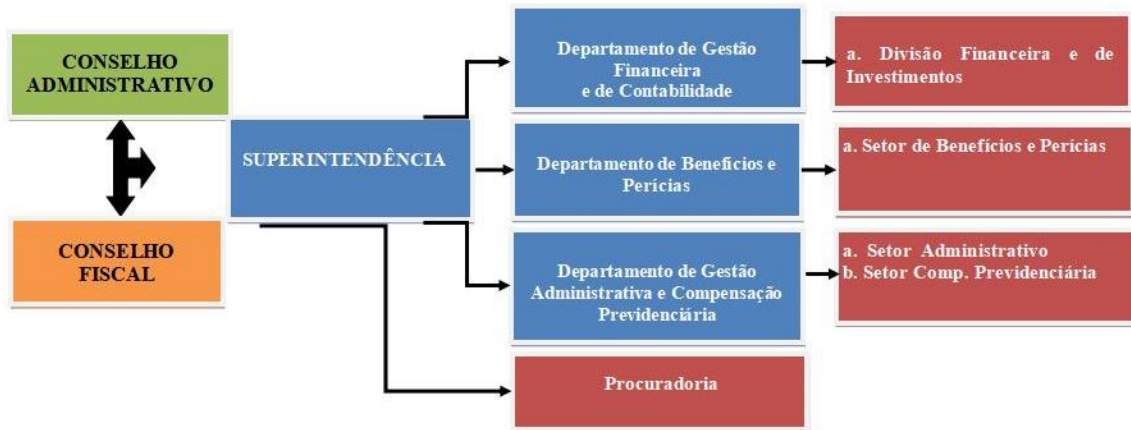 CONSELHO
ADMINISTRATIVO
CONSELHO
FISCAL
SUPERINTENDÊNCIA
Departamento de Gestão
Financeira
e de Contabilidade
a. Divisão Financeira e de
Investimentos
Departamento de Benefícios e
Perícias
a. Setor de Benefícios e Perícias
Departamento de Gestão
Administrativa e Compensação
Previdenciária
a. Setor Administrativo
b. Setor Comp. Previdenciária
Procuradoria